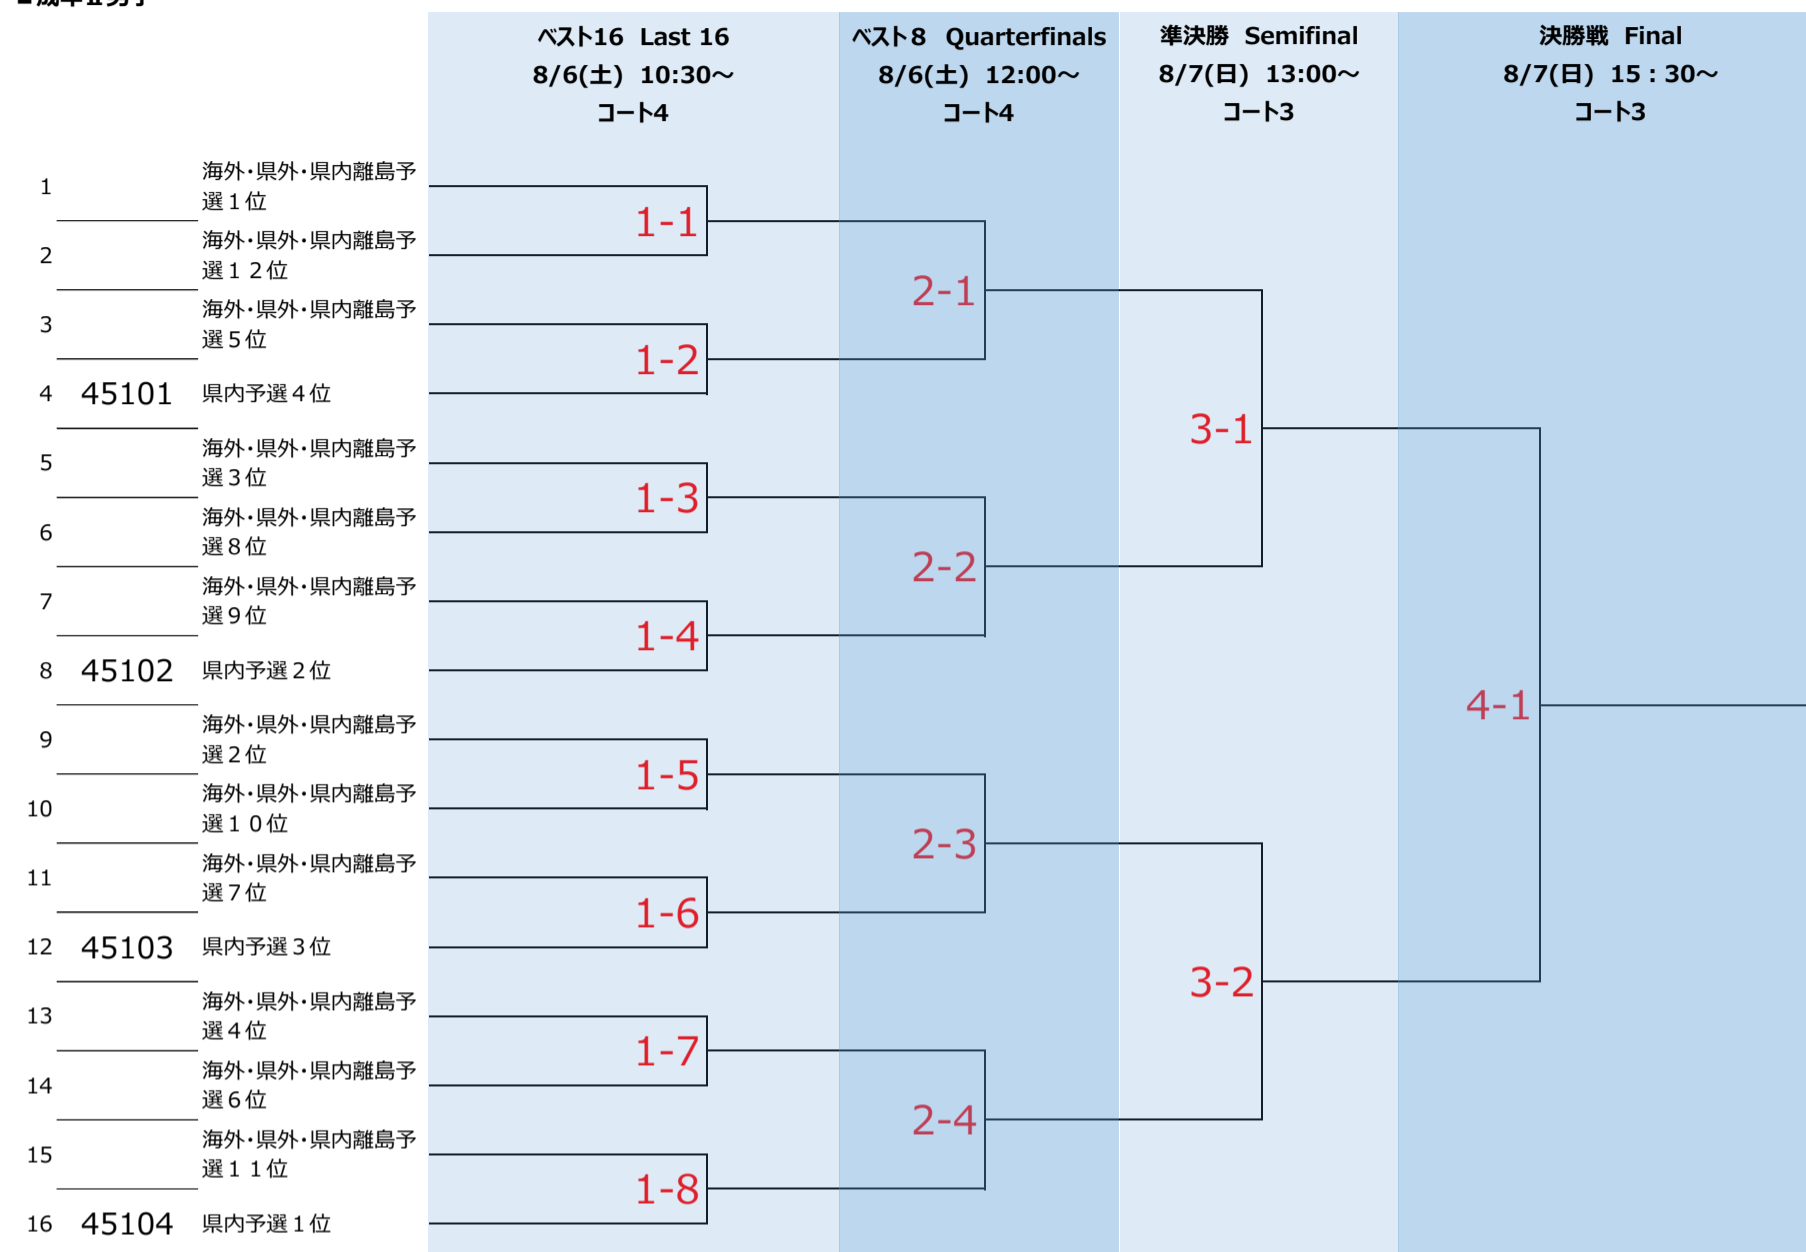 ベスト16 Last 16
8/6(土) 10:30～
コート4
ベスト8 Quarterfinals
8/6(土) 12:00～
コート4
準決勝 Semifinal
8/7(日) 13:00～
コート3
決勝戦 Final
8/7(日) 15：30～
コート3
1 海外・県外・県内離島予
選１位
1-1
2 海外・県外・県内離島予
選１２位
2-1
3 海外・県外・県内離島予
選５位
1-2
4 45101 県内予選４位
3-1
5 海外・県外・県内離島予
選３位
1-3
6 海外・県外・県内離島予
選８位
2-2
7 海外・県外・県内離島予
選９位
1-4
8 45102 県内予選２位
4-1
9 海外・県外・県内離島予
選２位
1-5
10 海外・県外・県内離島予
選１０位
2-3
11 海外・県外・県内離島予
選７位
1-6
12 45103 県内予選３位
3-2
13 海外・県外・県内離島予
選４位
1-7
14 海外・県外・県内離島予
選６位
2-4
15 海外・県外・県内離島予
選１１位
1-8
16 45104 県内予選１位